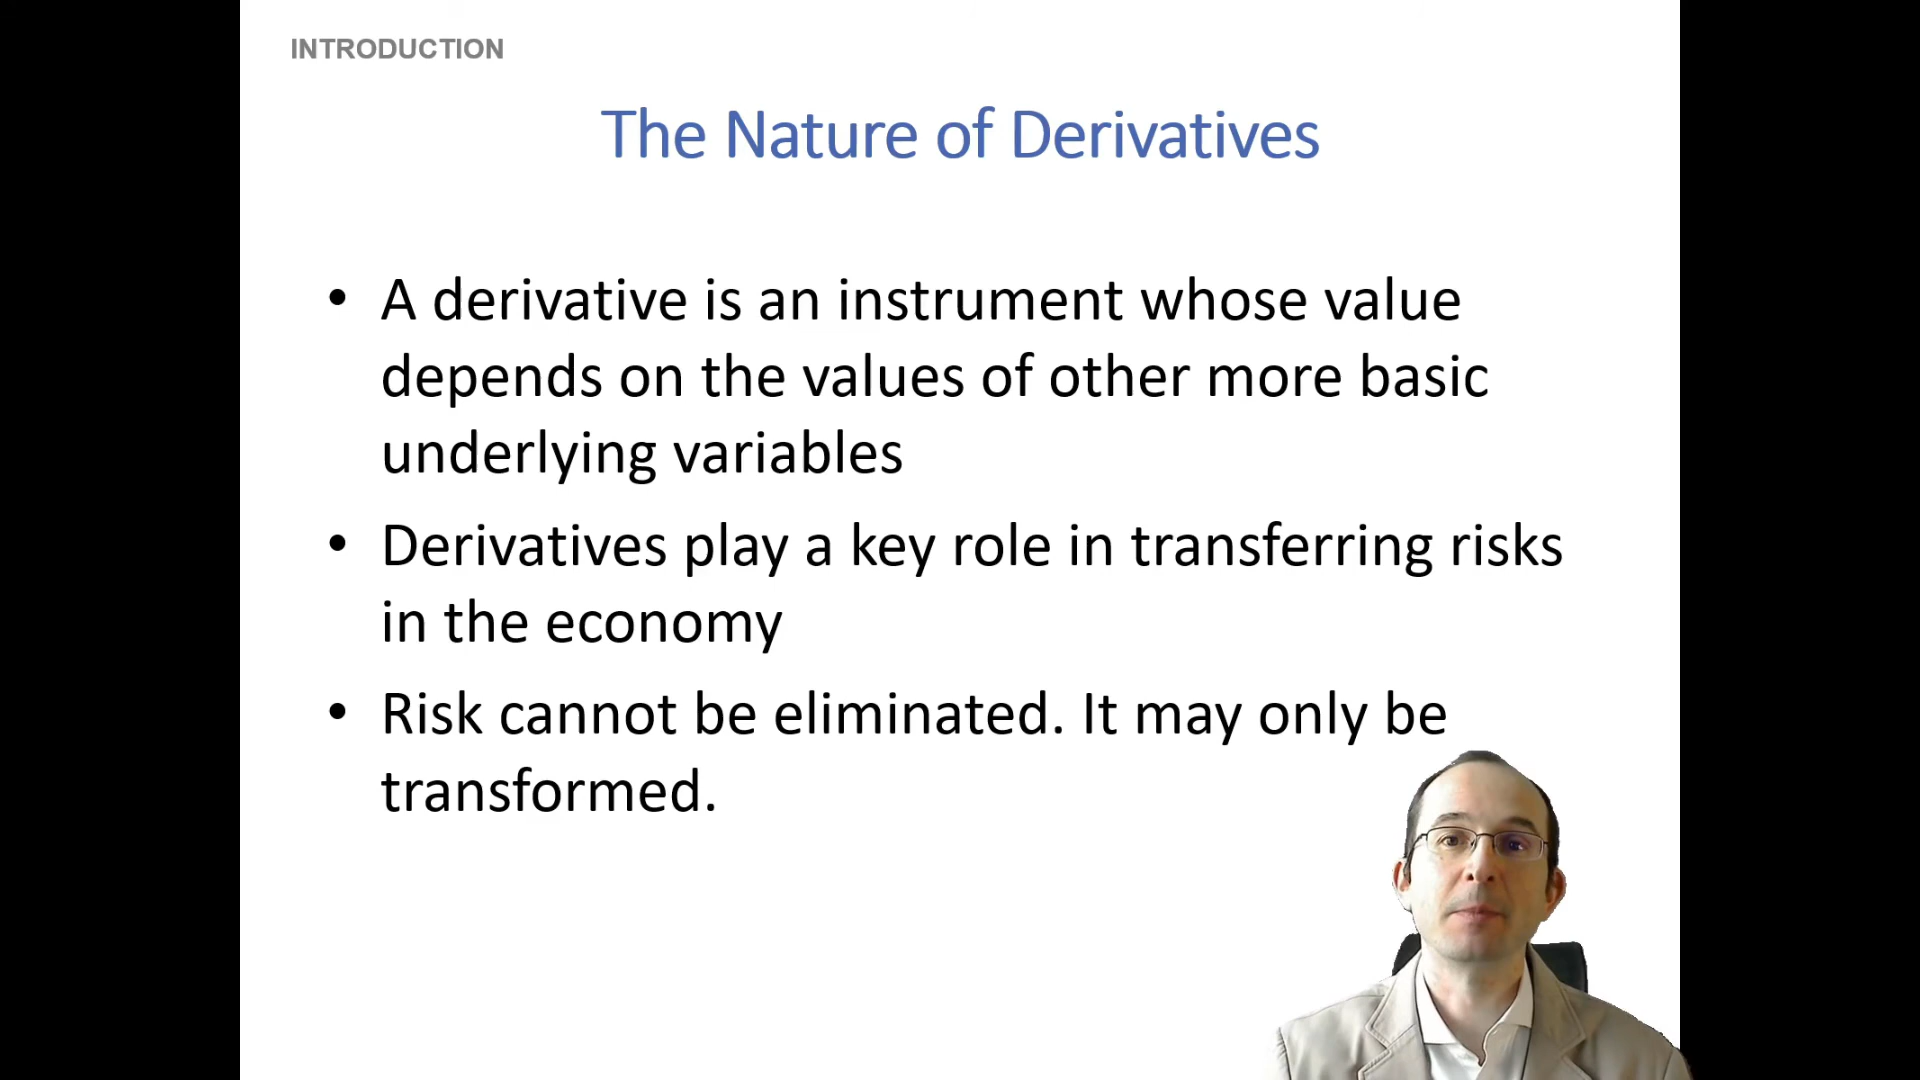 INTRODUCTION
The Nature of Derivatives
• A derivative is an instrument whose value
depends on the values of other more basic
underlying variables
• Derivatives play a key role in transferring risks
in the economy
• Risk cannot be eliminated. It may only be
transformed.